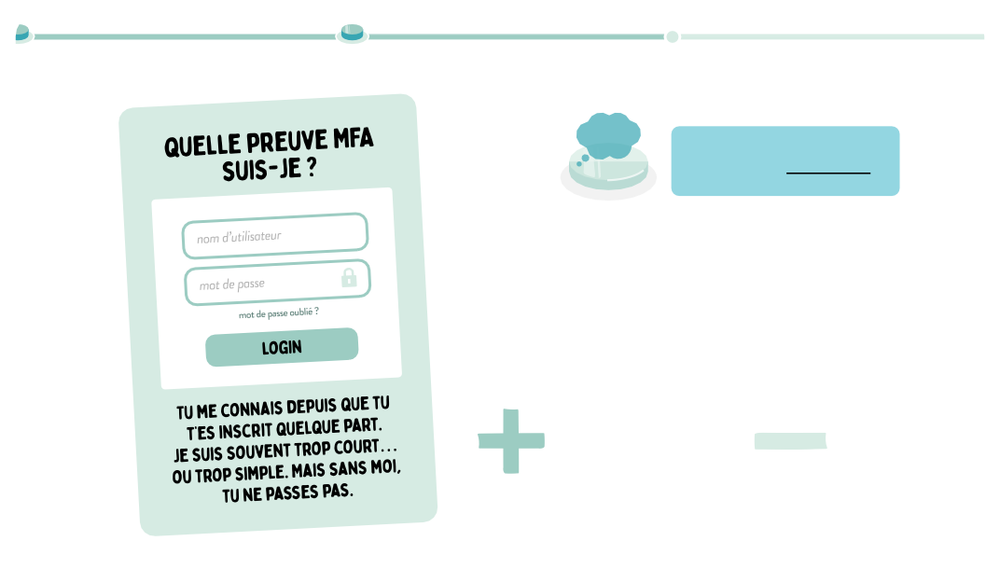 QUELLE PREUVE MFA
SUIS-JE ?
nom d'utilisateur
mot de passe
mot de passe oublié ?
LOGIN
TU ME CONNAIS DEPUIS QUE TU
T'ES INSCRIT QUELQUE PART.
JE SUIS SOUVENT TROP COURT...
OU TROP SIMPLE. MAIS SANS MOI,
TU NE PASSES PAS.